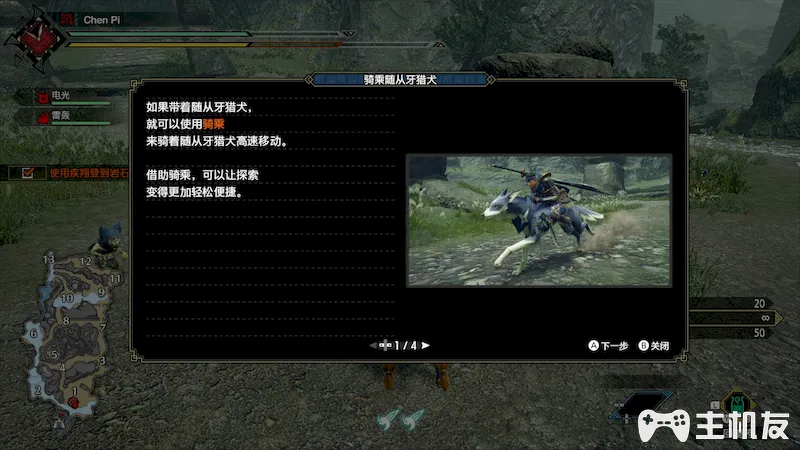 Chen Pi
骑乘随从牙猎犬
电光
雷轰
如果带着随从牙猎犬，
就可以使用骑乘
来骑着随从牙猎犬高速移动。
使用疾翔登到岩石
借助骑乘，可以让探索
变得更加轻松便捷。
13
12
11
10
9
8
7
6
5
4
3
2
1
20
∞
50
1 / 4
A下一步
B关闭
L
主机友